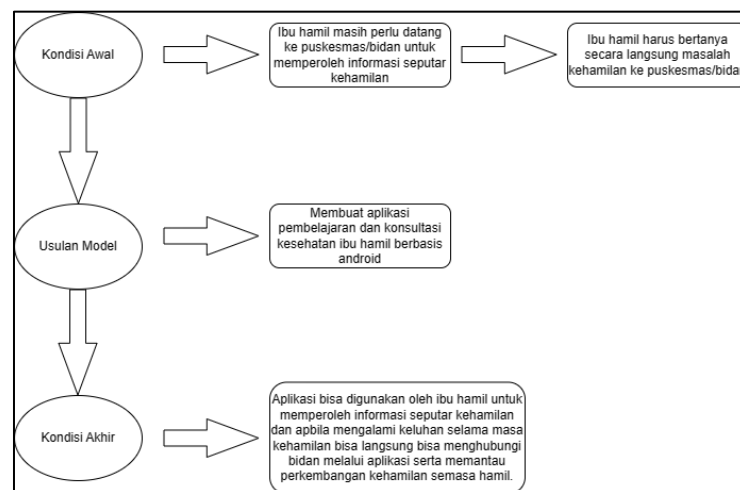 Kondisi Awal
Ibu hamil masih perlu datang
ke puskesmas/bidan untuk
memperoleh informasi seputar
kehamilan
Ibu hamil harus bertanya
secara langsung masalah
kehamilan ke puskesmas/bidan
Usulan Model
Membuat aplikasi
pembelajaran dan konsultasi
kesehatan ibu hamil berbasis
android
Kondisi Akhir
Aplikasi bisa digunakan oleh ibu hamil untuk
memperoleh informasi seputar kehamilan
dan apbila mengalami keluhan selama masa
kehamilan bisa langsung bisa menghubungi
bidan melalui aplikasi serta memantau
perkembangan kehamilan semasa hamil.